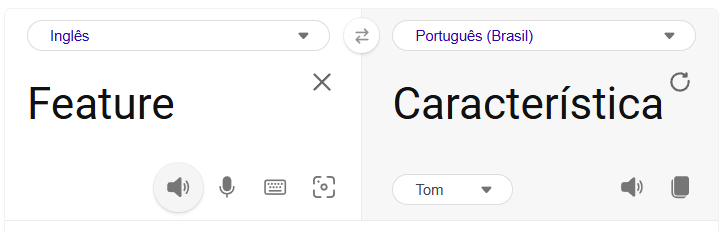 Inglês
Português (Brasil)
Feature
Característica
Tom